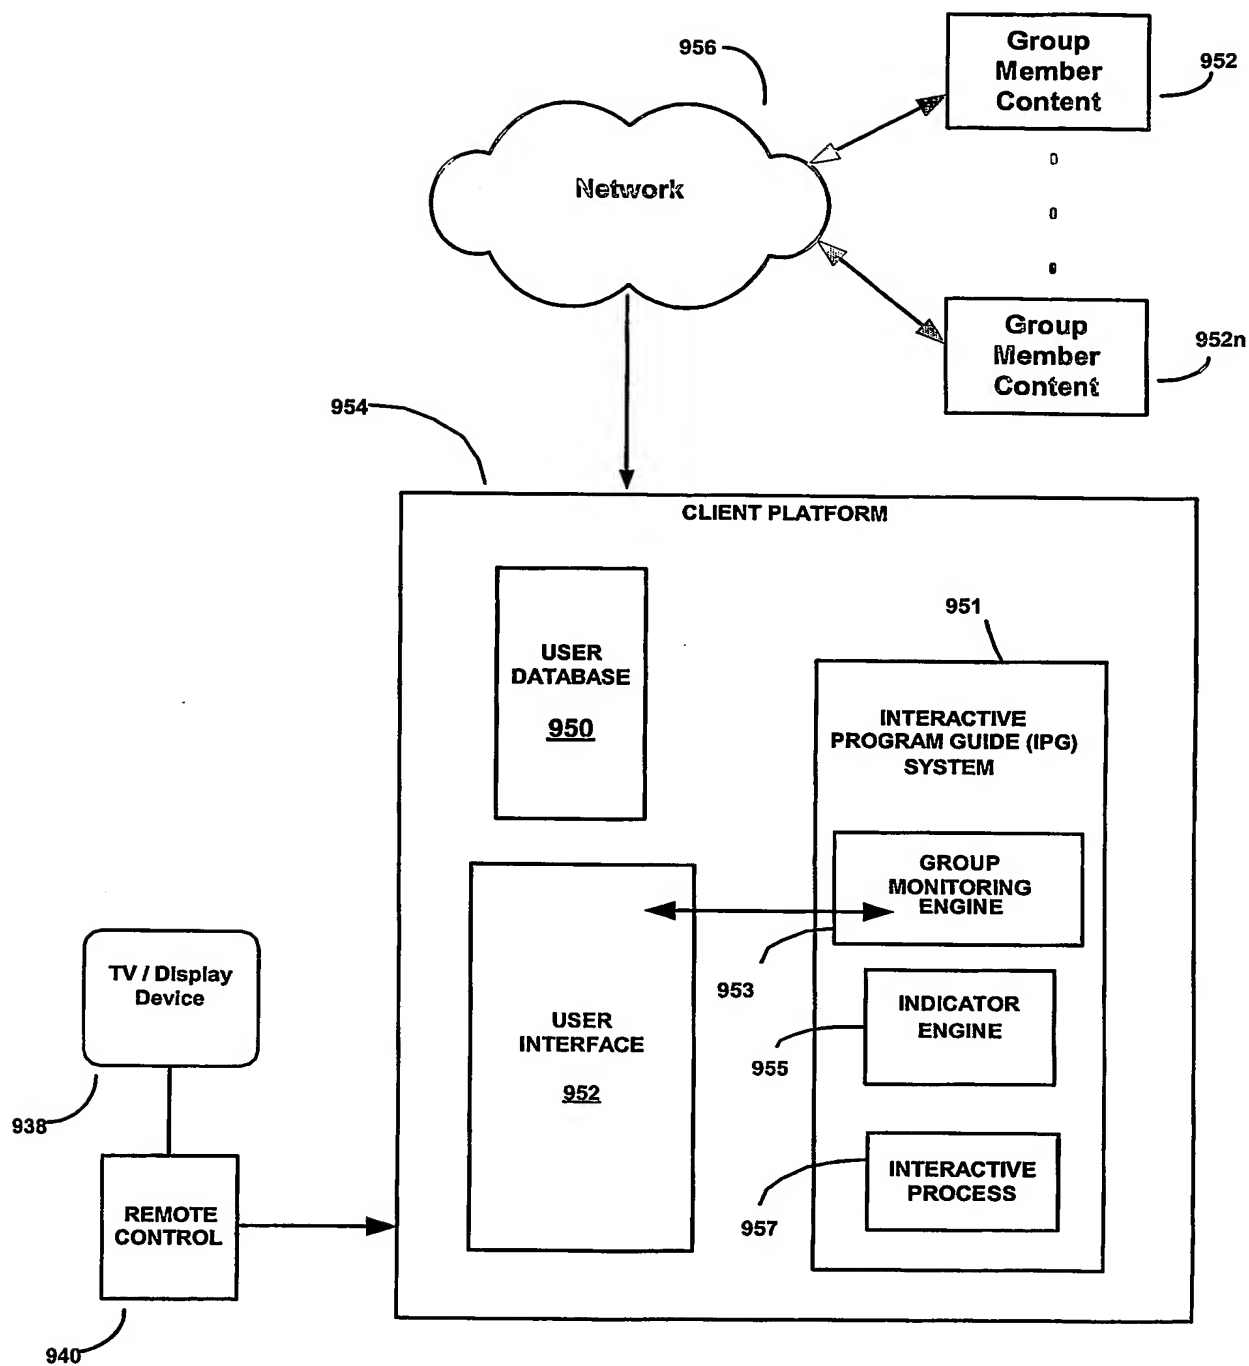 956
Group
Member
Content
952
Network
Group
Member
Content
952n
954
CLIENT PLATFORM
951
USER
DATABASE
950
INTERACTIVE
PROGRAM GUIDE (IPG)
SYSTEM
GROUP
MONITORING
ENGINE
953
TV / Display
Device
INDICATOR
ENGINE
USER
INTERFACE
952
955
938
INTERACTIVE
PROCESS
REMOTE
CONTROL
957
940